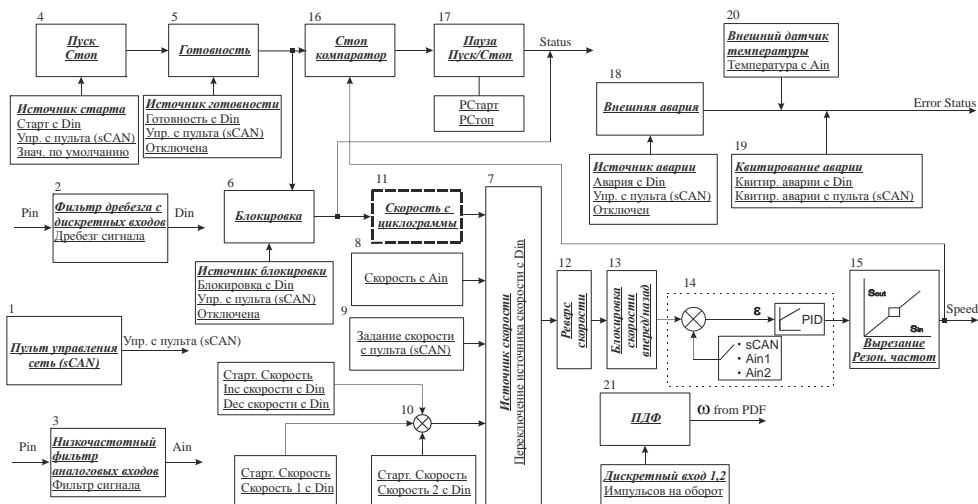 4
Пуск
Стоп
5
Готовность
16
Стоп
компаратор
17
Пауза
Пуск/Стоп
Status
20
Внешний датчик
температуры
Температура с Ain
Источник старта
Старт с Din
Упр. с пульта (sCAN)
Знач. по умолчанию
Источник готовности
Готовность с Din
Упр. с пульта (sCAN)
Отключена
PСтарт
PСтоп
18
Внешняя авария
Error Status
2
Фильтр дребезга с
дискретных входов
Дребезг сигнала
Pin
Din
6
Блокировка
11
Скорость с
циклограммы
7
Источник скорости
Переключение источника скорости с Din
Источник аварии
Авария с Din
Упр. с пульта (sCAN)
Отключен
19
Квитирование аварии
Квитир. аварии с Din
Квитир. аварии с пульта (sCAN)
Источник блокировки
Блокировка с Din
Упр. с пульта (sCAN)
Отключена
8
Скорость с Ain
9
Задание скорости
с пульта (sCAN)
12
Реверс
скорости
13
Блокировка
скорости
вперед/назад
14
ε
PID
• sCAN
• Ain1
• Ain2
15
Sout
Sin
Вырезание
Резон. частот
Speed
1
Пульт управления
сеть (sCAN)
Упр. с пульта (sCAN)
Старт. Скорость
Inc скорости с Din
Dec скорости с Din
10
21
ПДФ
ω from PDF
3
Низкочастотный
фильтр
аналоговых входов
Фильтр сигнала
Pin
Ain
Старт. Скорость
Скорость 1 с Din
Старт. Скорость
Скорость 2 с Din
Дискретный вход 1,2
Импульсов на оборот